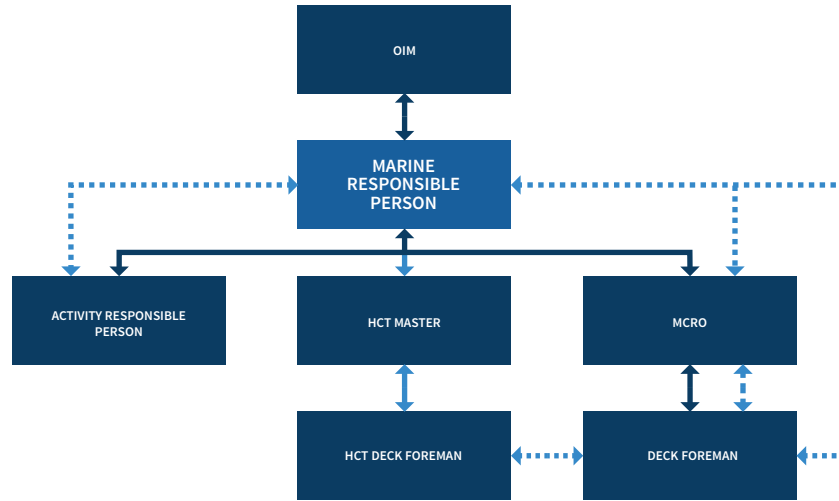 OIM
MARINE
RESPONSIBLE
PERSON
ACTIVITY RESPONSIBLE
PERSON
HCT MASTER
MCRO
HCT DECK FOREMAN
DECK FOREMAN